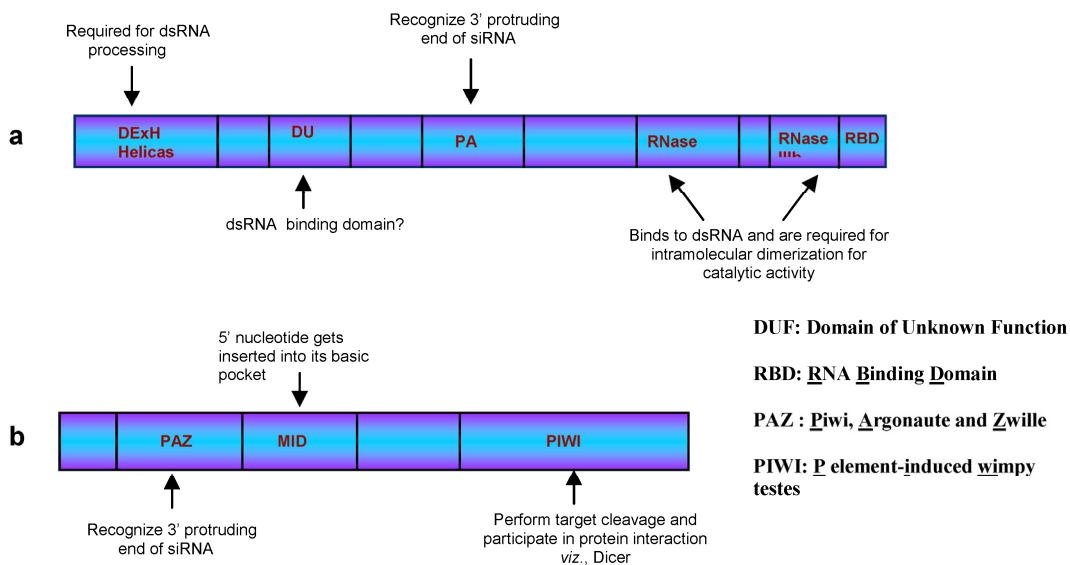 Required for dsRNA
processing
Recognize 3' protruding
end of siRNA
a
DExH
Helicas
DU
PA
RNase
RNase
IIIb
RBD
dsRNA binding domain?
Binds to dsRNA and are required for
intramolecular dimerization for
catalytic activity
5' nucleotide gets
inserted into its basic
pocket
b
PAZ
MID
PIWI
Recognize 3' protruding
end of siRNA
Perform target cleavage and
participate in protein interaction
viz., Dicer
DUF: Domain of Unknown Function
RBD: RNA Binding Domain
PAZ : Piwi, Argonaute and Zwille
PIWI: P element-induced wimpy
testes